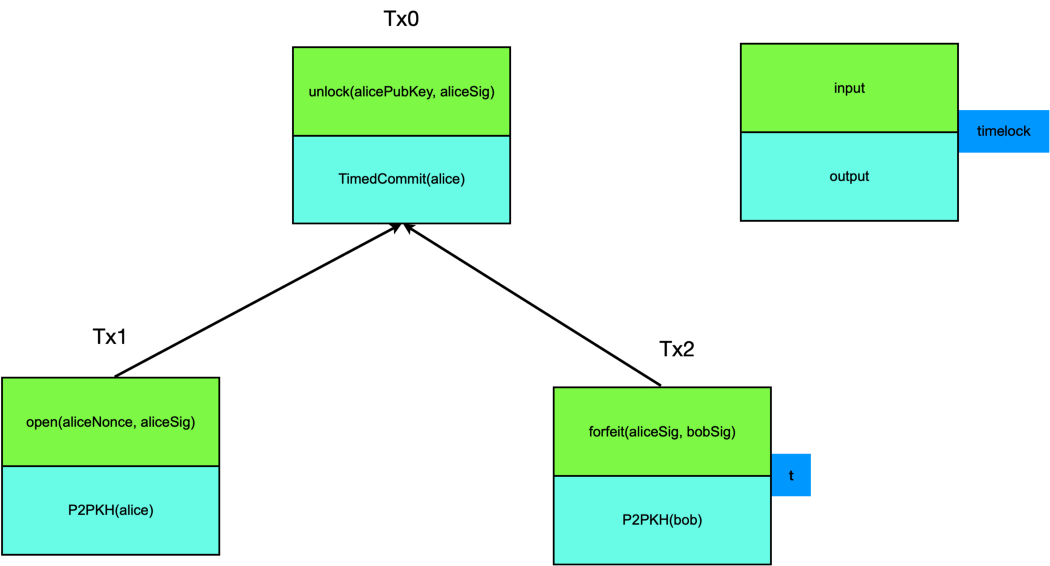 Tx0
unlock(alicePubKey, aliceSig)
TimedCommit(alice)
input
timelock
output
Tx1
open(aliceNonce, aliceSig)
P2PKH(alice)
Tx2
forfeit(aliceSig, bobSig)
t
P2PKH(bob)